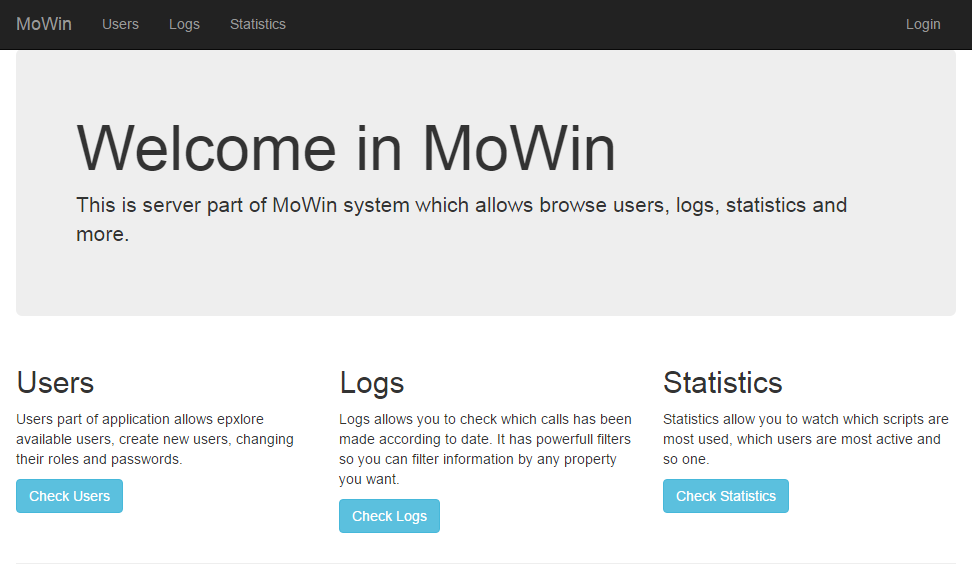 MoWin Users Logs Statistics Login
Welcome in MoWin
This is server part of MoWin system which allows browse users, logs, statistics and
more.
Users
Users part of application allows epxlore
available users, create new users, changing
their roles and passwords.
Check Users
Logs
Logs allows you to check which calls has been
made according to date. It has powerfull filters
so you can filter information by any property
you want.
Check Logs
Statistics
Statistics allow you to watch which scripts are
most used, which users are most active and
so one.
Check Statistics